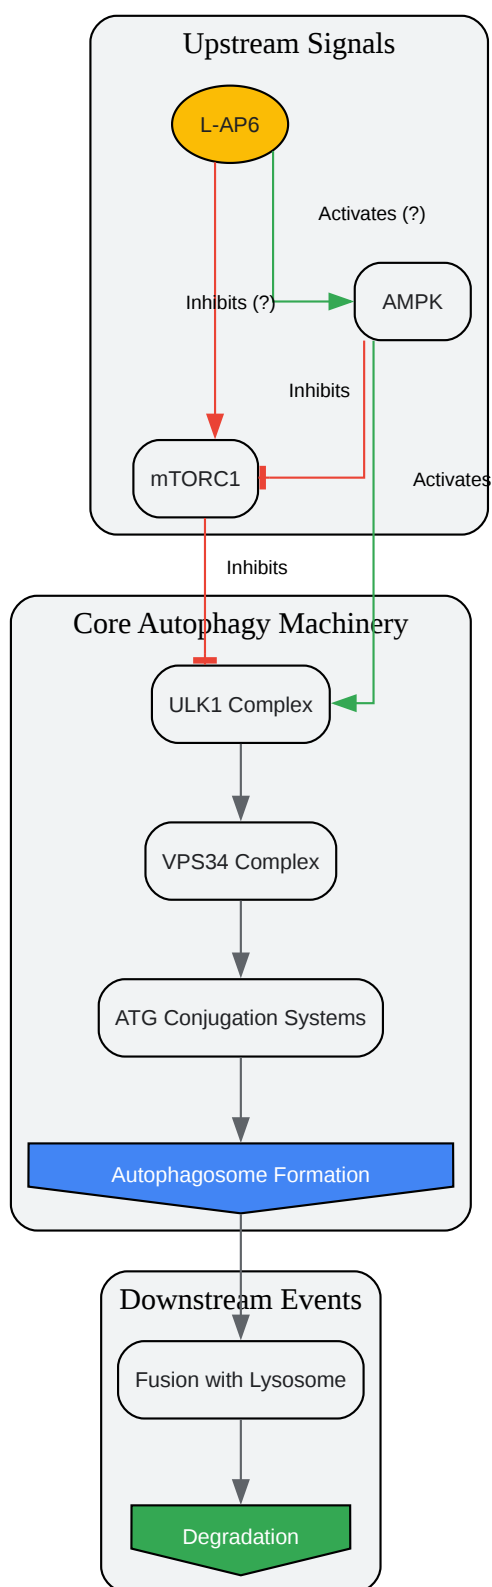 Upstream Signals
L-AP6
Activates (?)
Inhibits (?)
AMPK
Inhibits
mTORC1
Activates
Inhibits
Core Autophagy Machinery
ULK1 Complex
VPS34 Complex
ATG Conjugation Systems
Autophagosome Formation
Downstream Events
Fusion with Lysosome
Degradation